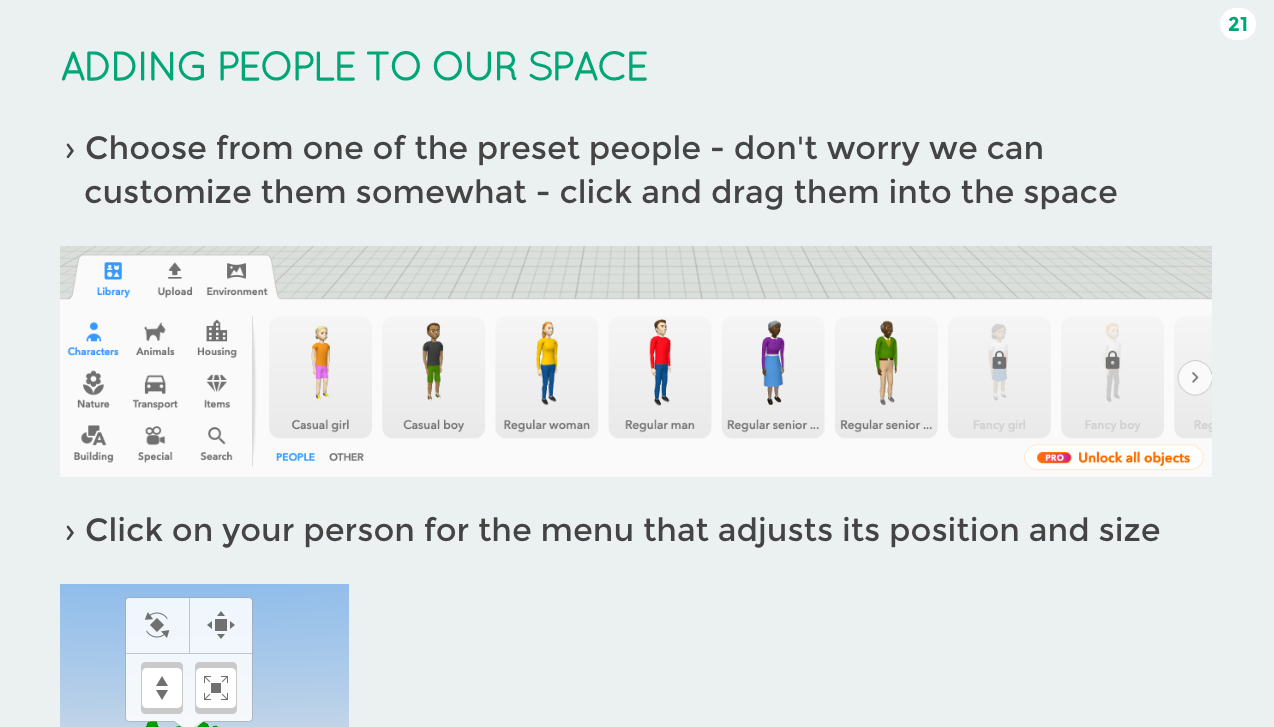 21
ADDING PEOPLE TO OUR SPACE
› Choose from one of the preset people - don't worry we can
customize them somewhat - click and drag them into the space
Library Upload Environment
Characters Animals Housing
Nature Transport Items
Building Special Search
Casual girl Casual boy Regular woman Regular man Regular senior ... Regular senior ... Fancy girl Fancy boy Reg
PEOPLE OTHER
PRO Unlock all objects
› Click on your person for the menu that adjusts its position and size